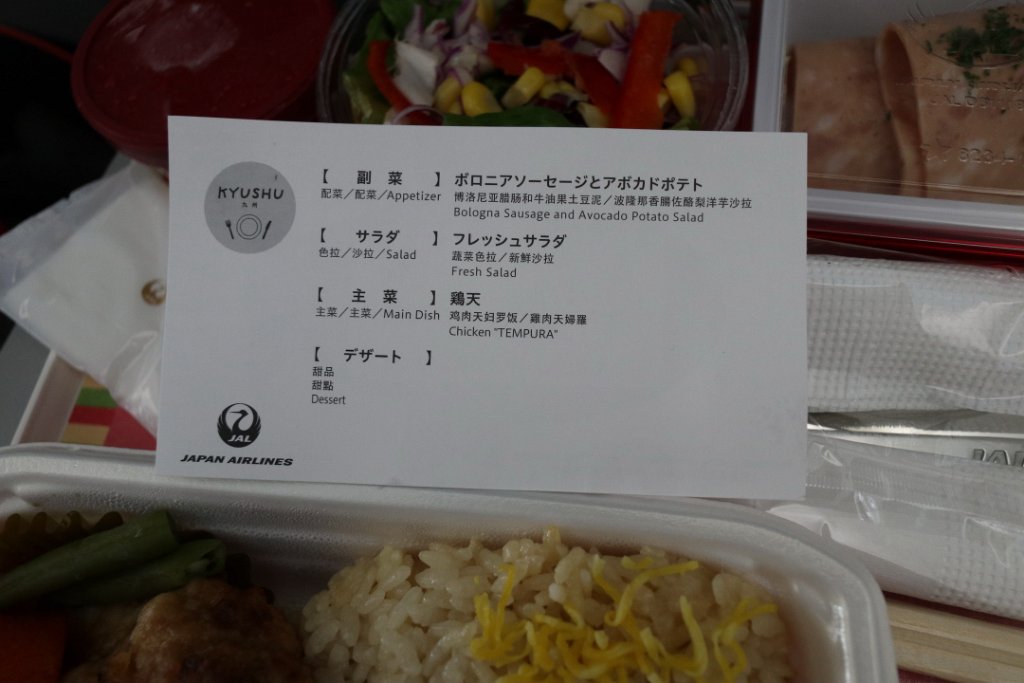 KYUSHU
九州
【 副 菜 】 ボロニアソーセージとアボカドポテト
配菜／配菜／Appetizer 博洛尼亚腊肠和牛油果土豆泥／波隆那香腸佐酪梨洋芋沙拉
Bologna Sausage and Avocado Potato Salad
【 サラダ 】 フレッシュサラダ
色拉／沙拉／Salad 蔬菜色拉／新鮮沙拉
Fresh Salad
【 主 菜 】 鶏天
主菜／主菜／Main Dish 鸡肉天妇罗饭／雞肉天婦羅
Chicken "TEMPURA"
【 デザート 】
甜品
甜點
Dessert
JAL
JAPAN AIRLINES